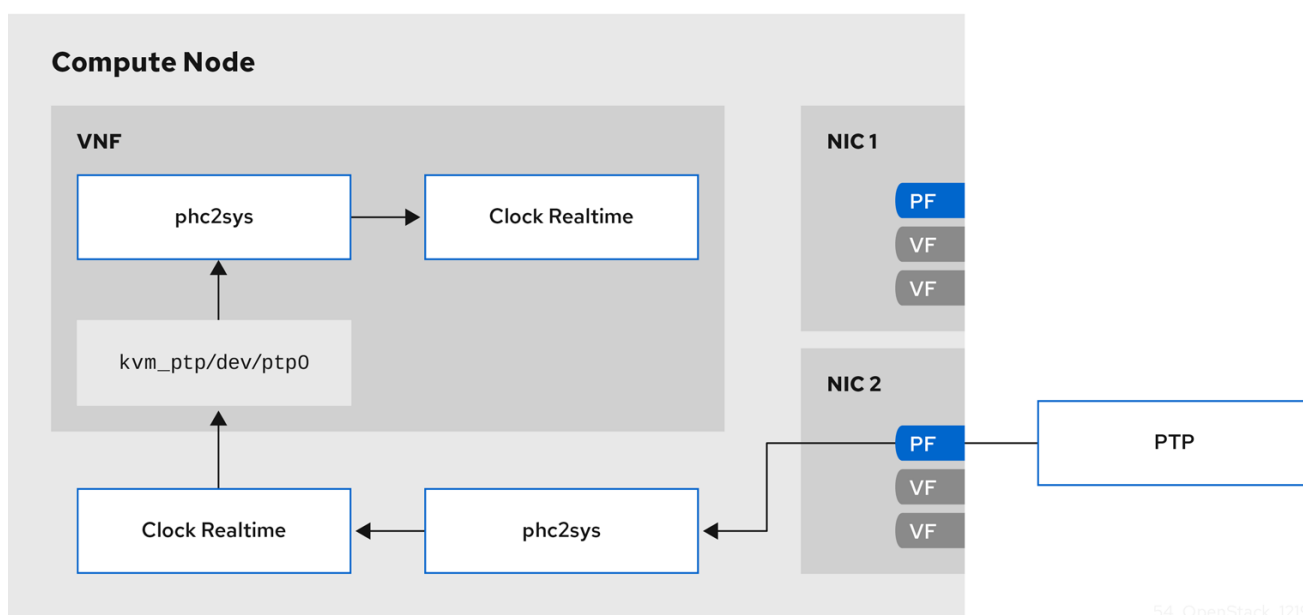 Compute Node
VNF
phc2sys
Clock Realtime
kvm_ptp/dev/ptp0
Clock Realtime
phc2sys
NIC 1
PF
VF
VF
NIC 2
PF
VF
VF
PTP
54_OpenStack_12